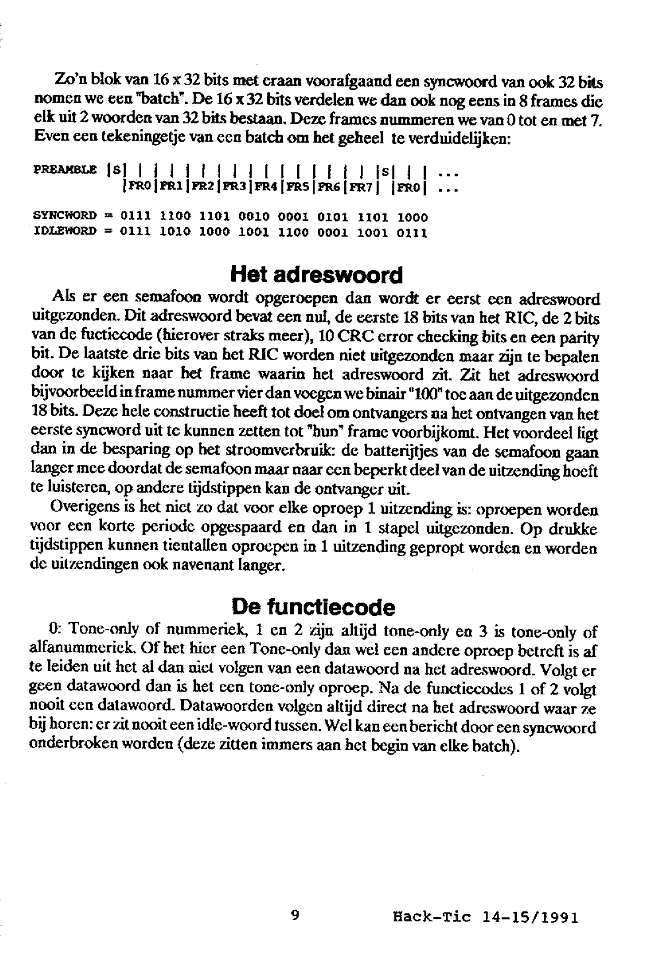 Zo'n blok van 16 x 32 bits met eraan voorafgaand een syncwoord van ook 32 bits
nomen we een "batch". De 16 x 32 bits verdelen we dan ook nog eens in 8 frames die
elk uit 2 woorden van 32 bits bestaan. Deze frames nummeren we van 0 tot en met 7.
Even een tekeningetje van een batch om het geheel te verduidelijken:
PREAMBLE |S| | | | | | | | | | | | | | | | |S| | | ...
|FR0|FR1|FR2|FR3|FR4|FR5|FR6|FR7| |FR0| ...
SYNCWORD = 0111 1100 1101 0010 0001 0101 1101 1000
IDLEWORD = 0111 1010 1000 1001 1100 0001 1001 0111
Het adreswoord
Als er een semafoon wordt opgeroepen dan wordt er eerst een adreswoord
uitgezonden. Dit adreswoord bevat een nul, de eerste 18 bits van het RIC, de 2 bits
van de fuctiecode (hierover straks meer), 10 CRC error checking bits en een parity
bit. De laatste drie bits van het RIC worden niet uitgezonden maar zijn te bepalen
door te kijken naar het frame waarin het adreswoord zit. Zit het adreswoord
bijvoorbeeld in frame nummer vier dan voegen we binair "100" toe aan de uitgezonden
18 bits. Deze hele constructie heeft tot doel om ontvangers na het ontvangen van het
eerste syncword uit te kunnen zetten tot "hun" frame voorbijkomt. Het voordeel ligt
dan in de besparing op het stroomverbruik: de batterijtjes van de semafoon gaan
langer mee doordat de semafoon maar naar een beperkt deel van de uitzending hoeft
te luisteren, op andere tijdstippen kan de ontvanger uit.
Overigens is het niet zo dat voor elke oproep 1 uitzending is: oproepen worden
voor een korte periode opgespaard en dan in 1 stapel uitgezonden. Op drukke
tijdstippen kunnen tientallen oproepen in 1 uitzending gepropt worden en worden
de uitzendingen ook navenant langer.
De functiecode
0: Tone-only of nummeriek, 1 en 2 zijn altijd tone-only en 3 is tone-only of
alfanummeriek. Of het hier een Tone-only dan wel een andere oproep betreft is af
te leiden uit het al dan niet volgen van een datawoord na het adreswoord. Volgt er
geen datawoord dan is het een tone-only oproep. Na de functiecodes 1 of 2 volgt
nooit een datawoord. Datawoorden volgen altijd direct na het adreswoord waar ze
bij horen: er zit nooit een idle-woord tussen. Wel kan een bericht door een syncwoord
onderbroken worden (deze zitten immers aan het begin van elke batch).
9 Hack-Tic 14-15/1991